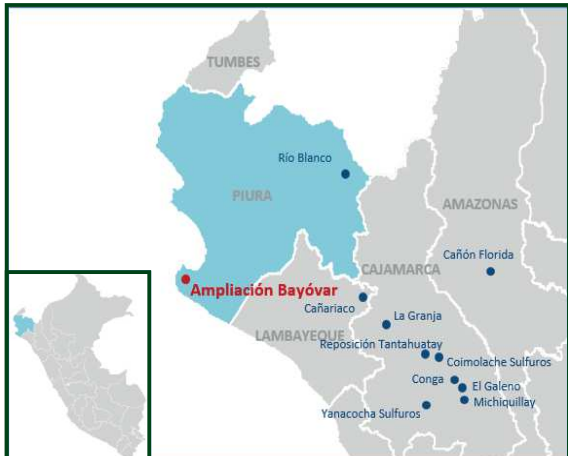 TUMBES
Río Blanco
PIURA
AMAZONAS
Cañón Florida
CAJAMARCA
Ampliación Bayóvar
Cañariaco
La Granja
LAMBAYEQUE
Reposición Tantahuatay
Coimolache Sulfuros
Conga
El Galeno
Michiquillay
Yanacocha Sulfuros